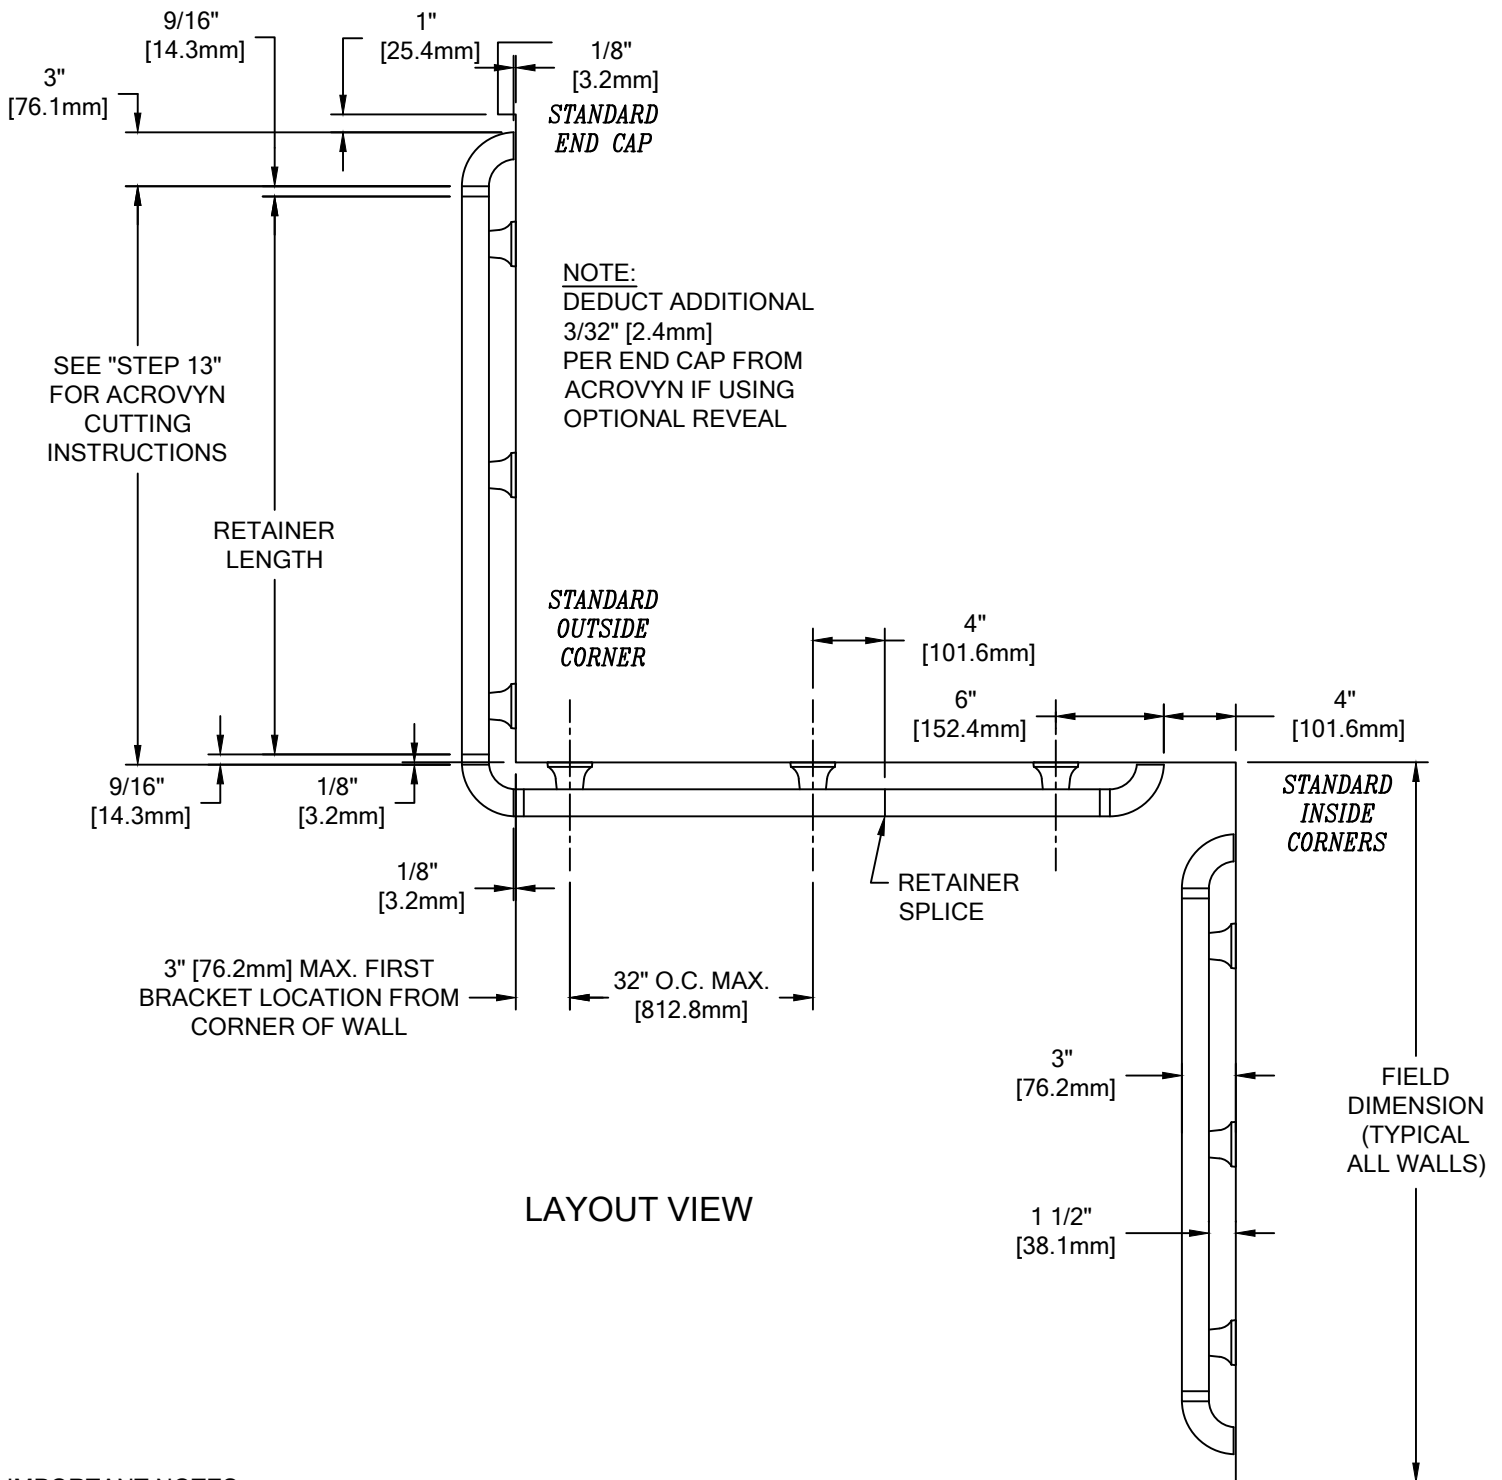 9/16"
[14.3mm]
1"
[25.4mm]
1/8"
[3.2mm]
3"
[76.1mm]
STANDARD
END CAP
NOTE:
DEDUCT ADDITIONAL
3/32" [2.4mm]
PER END CAP FROM
ACROVYN IF USING
OPTIONAL REVEAL
SEE "STEP 13"
FOR ACROVYN
CUTTING
INSTRUCTIONS
RETAINER
LENGTH
STANDARD
OUTSIDE
CORNER
4"
[101.6mm]
6"
[152.4mm]
4"
[101.6mm]
9/16"
[14.3mm]
1/8"
[3.2mm]
STANDARD
INSIDE
CORNERS
1/8"
[3.2mm]
RETAINER
SPLICE
3" [76.2mm] MAX. FIRST
BRACKET LOCATION FROM
CORNER OF WALL
32" O.C. MAX.
[812.8mm]
3"
[76.2mm]
FIELD
DIMENSION
(TYPICAL
ALL WALLS)
LAYOUT VIEW
1 1/2"
[38.1mm]